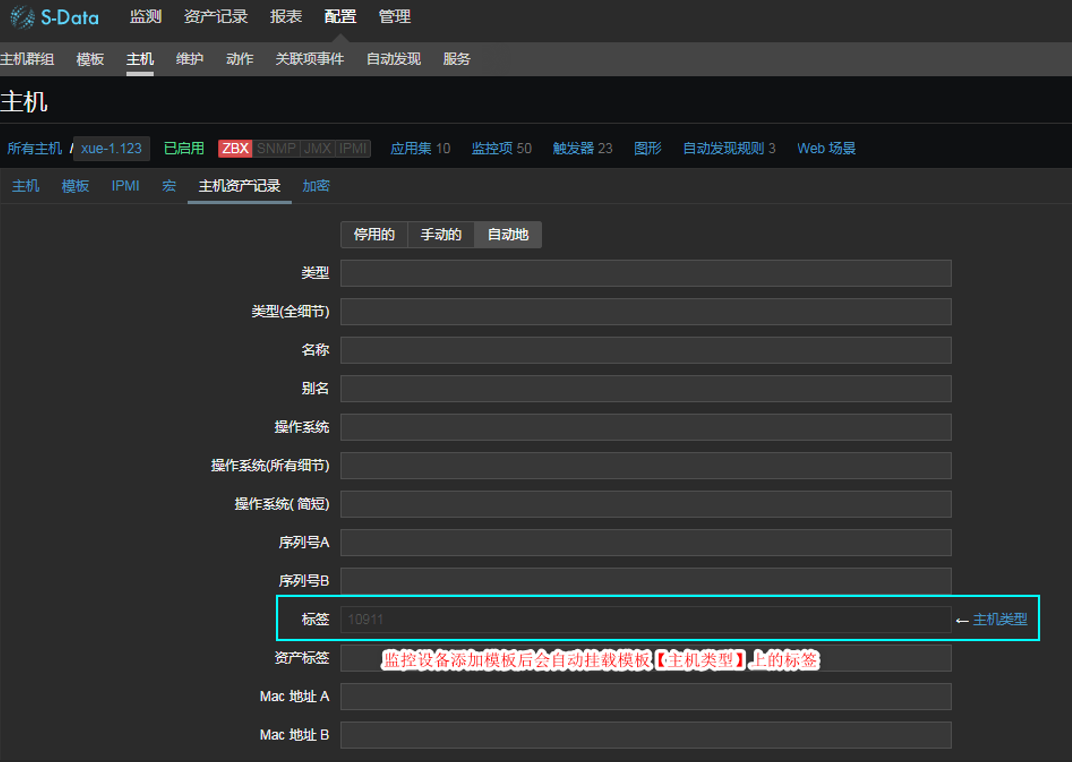 S-Data 监测 资产记录 报表 配置 管理
主机群组 模板 主机 维护 动作 关联项事件 自动发现 服务
主机
所有主机 / xue-1.123 已启用 ZBX SNMP JMX IPMI 应用集 10 监控项 50 触发器 23 图形 自动发现规则 3 Web 场景
主机 模板 IPMI 宏 主机资产记录 加密
停用的 手动的 自动地
类型
类型(全细节)
名称
别名
操作系统
操作系统(所有细节)
操作系统( 简短)
序列号A
序列号B
标签 10911 ← 主机类型
资产标签 监控设备添加模板后会自动挂载模板【主机类型】上的标签
Mac 地址 A
Mac 地址 B